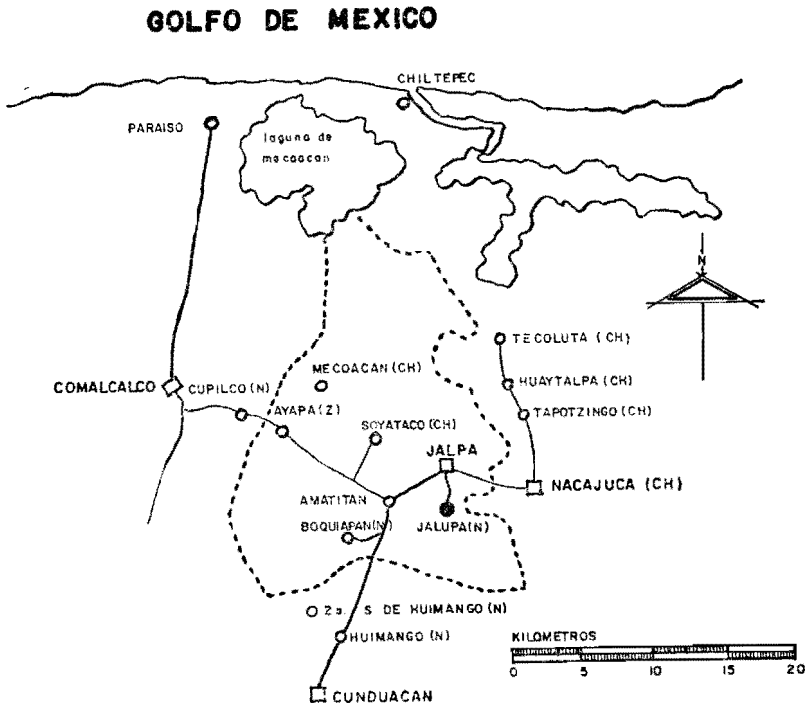 GOLFO DE MEXICO
CHILTEPEC
PARAISO
laguna de
mecoacan
N
TECOLUTA (CH)
MECOACAN (CH)
HUAYTALPA (CH)
COMALCALCO
CUPILCO (N)
AYAPA (Z)
TAPOTZINGO (CH)
SOYATACO (CH)
JALPA
NACAJUCA (CH)
AMATITAN
BOQUIAPAN (N)
JALUPA (N)
2a. S DE HUIMANGO (N)
HUIMANGO (N)
KILOMETROS
0 5 10 15 20
CUNDUACAN